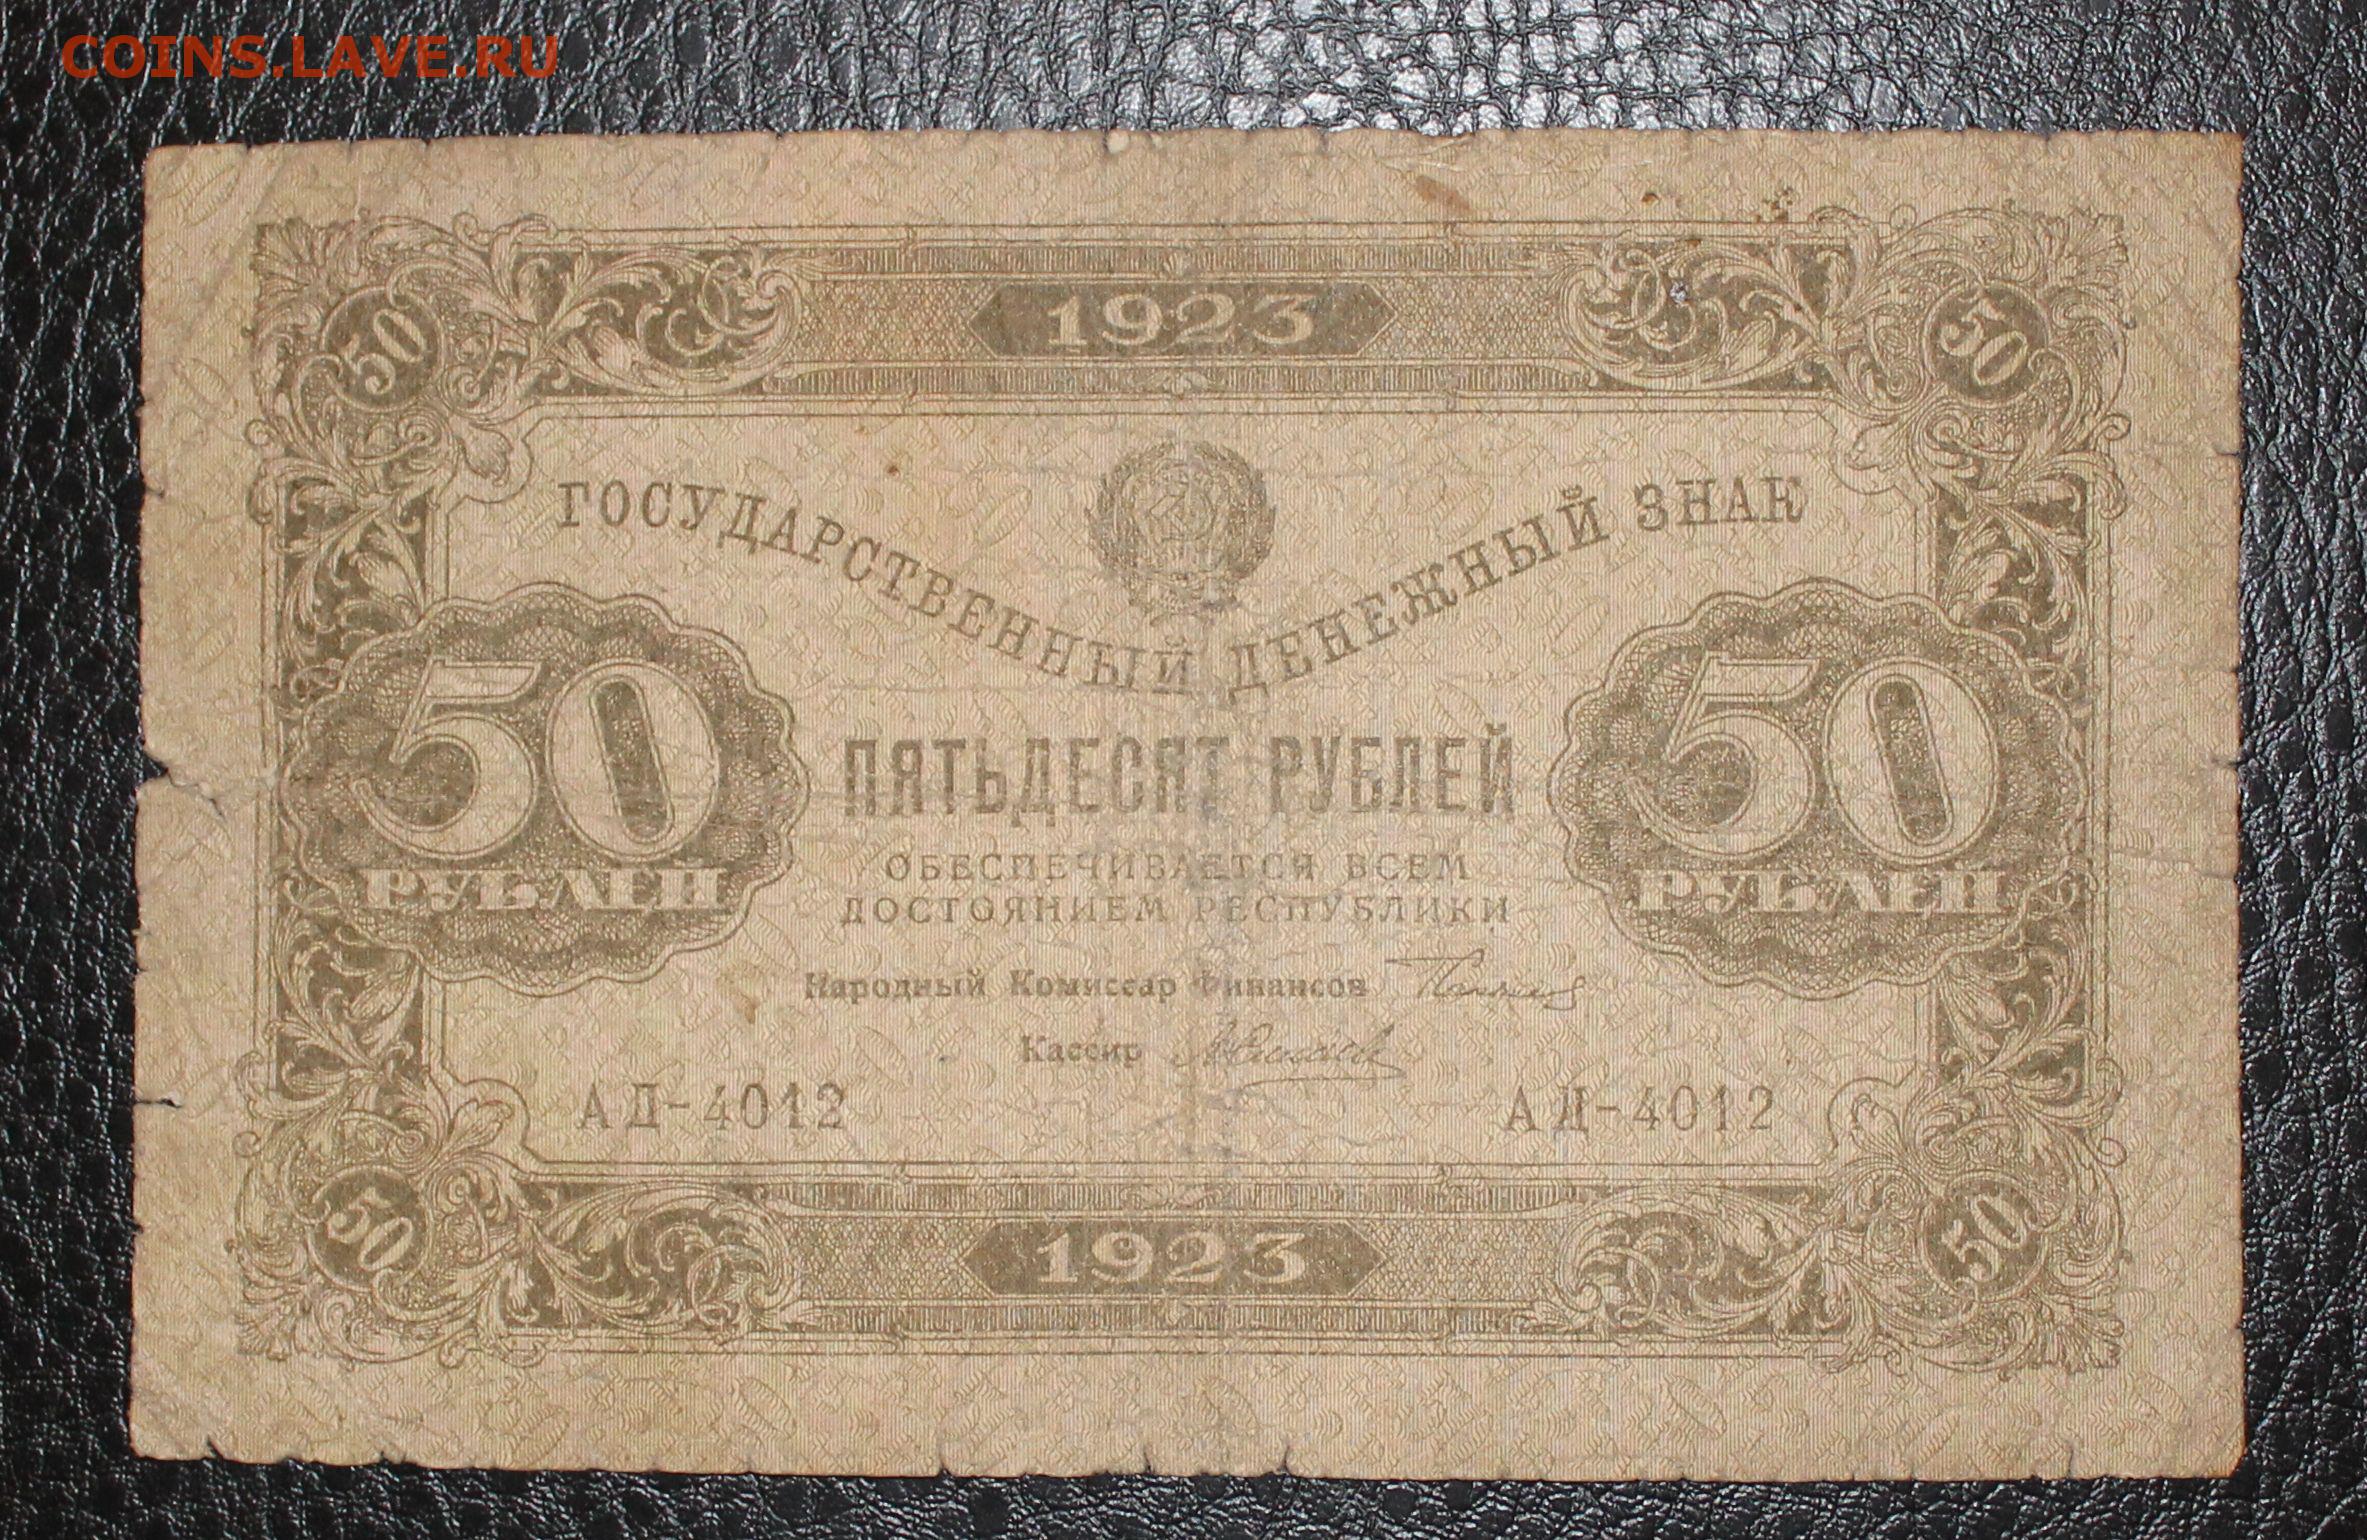 COINS.LAVE.RU
1923
50 50
ГОСУДАРСТВЕННЫЙ ДЕНЕЖНЫЙ ЗНАК
50 РУБЛЕЙ
ПЯТЬДЕСЯТ РУБЛЕЙ
50 РУБЛЕЙ
ОБЕСПЕЧИВАЕТСЯ ВСЕМ
ДОСТОЯНИЕМ РЕСПУБЛИКИ
Народный Комиссар Финансов
Кассир
АД-4012 АД-4012
50 50
1923